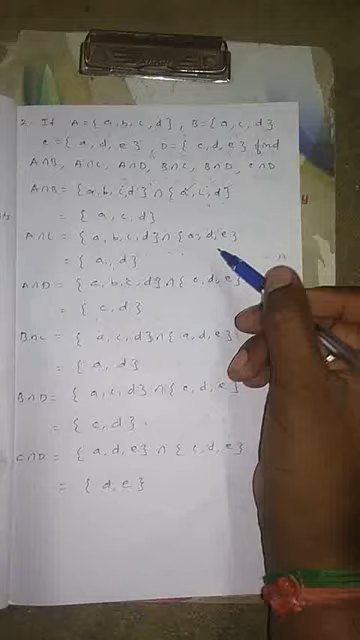 2. If A = { a, b, c, d } , B = { a, c, d }
C = { a, d, e } , D = { c, d, e } find
A∩B, A∩C, A∩D, B∩C, B∩D, C∩D
A∩B = { a, b, c, d } ∩ { a, c, d }
= { a, c, d }
A∩C = { a, b, c, d } ∩ { a, d, e }
= { a, d }
A∩D = { a, b, c, d } ∩ { c, d, e }
= { c, d }
B∩C = { a, c, d } ∩ { a, d, e }
= { a, d }
B∩D = { a, c, d } ∩ { c, d, e }
= { c, d } .
C∩D = { a, d, e } ∩ { c, d, e }
= { d, e }